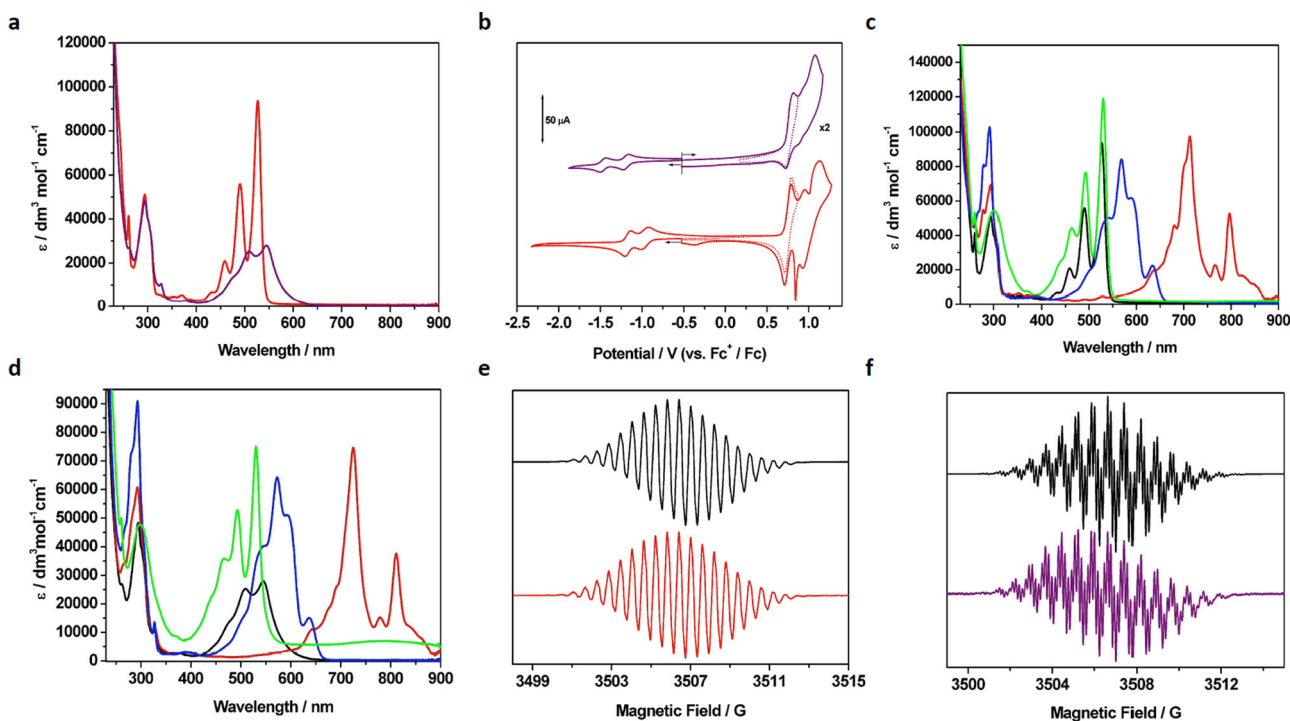 a
120000
100000
80000
60000
40000
20000
0
ε / dm³ mol⁻¹ cm⁻¹
300 400 500 600 700 800 900
Wavelength / nm
b
50 µA
x2
-2.5 -2.0 -1.5 -1.0 -0.5 0.0 0.5 1.0
Potential / V (vs. Fc⁺ / Fc)
c
140000
120000
100000
80000
60000
40000
20000
0
ε / dm³ mol⁻¹ cm⁻¹
300 400 500 600 700 800 900
Wavelength / nm
d
90000
80000
70000
60000
50000
40000
30000
20000
10000
0
ε / dm³mol⁻¹cm⁻¹
300 400 500 600 700 800 900
Wavelength / nm
e
3499 3503 3507 3511 3515
Magnetic Field / G
f
3500 3504 3508 3512
Magnetic Field / G